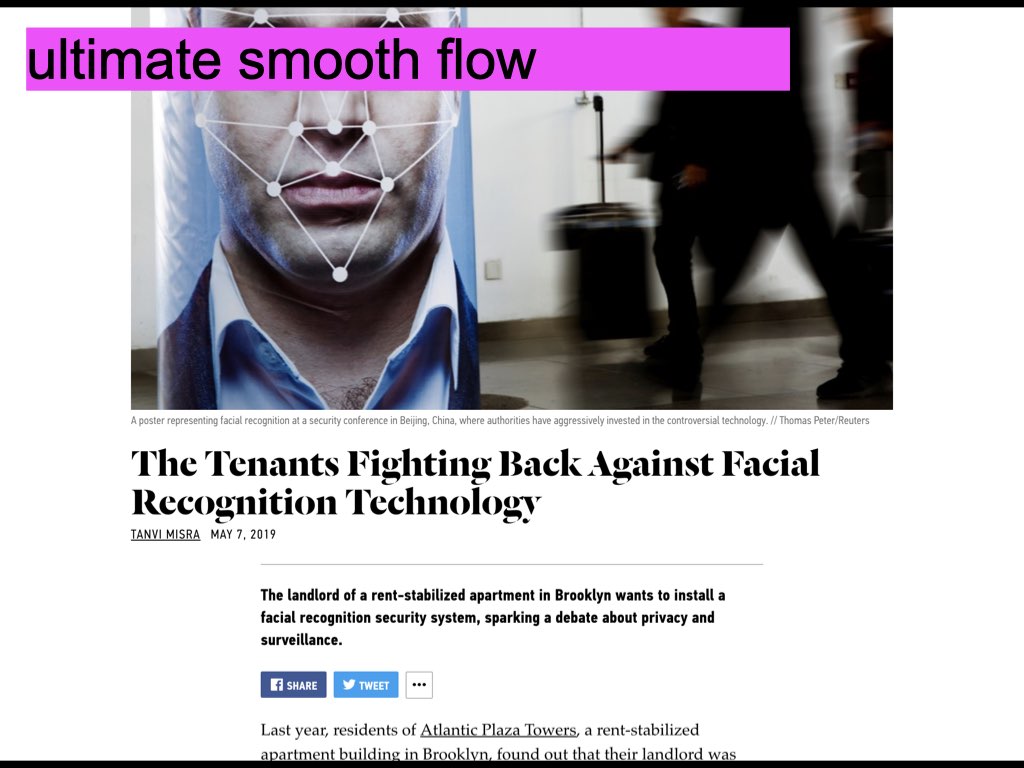 ultimate smooth flow
A poster representing facial recognition at a security conference in Beijing, China, where authorities have aggressively invested in the controversial technology. // Thomas Peter/Reuters
The Tenants Fighting Back Against Facial
Recognition Technology
TANVI MISRA MAY 7, 2019
The landlord of a rent-stabilized apartment in Brooklyn wants to install a
facial recognition security system, sparking a debate about privacy and
surveillance.
SHARE TWEET •••
Last year, residents of Atlantic Plaza Towers, a rent-stabilized
apartment building in Brooklyn, found out that their landlord was